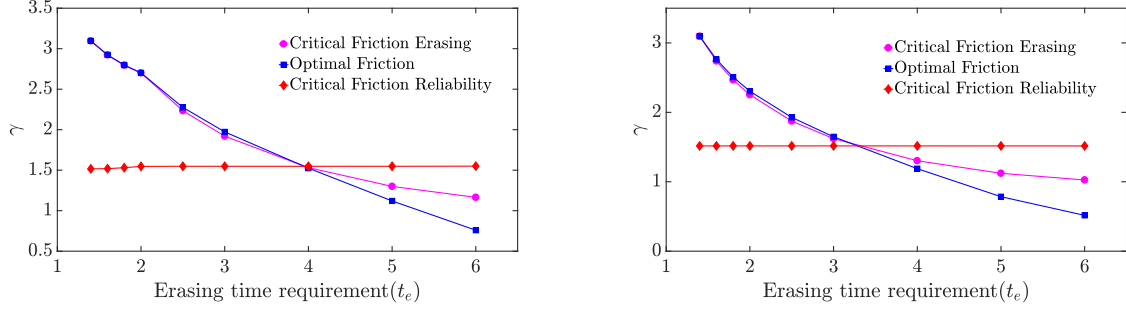 3.5
3
2.5
2
1.5
1
0.5
γ
Critical Friction Erasing
Optimal Friction
Critical Friction Reliability
1 2 3 4 5 6
Erasing time requirement(tₑ)
3
2
1
0
γ
Critical Friction Erasing
Optimal Friction
Critical Friction Reliability
1 2 3 4 5 6
Erasing time requirement(tₑ)